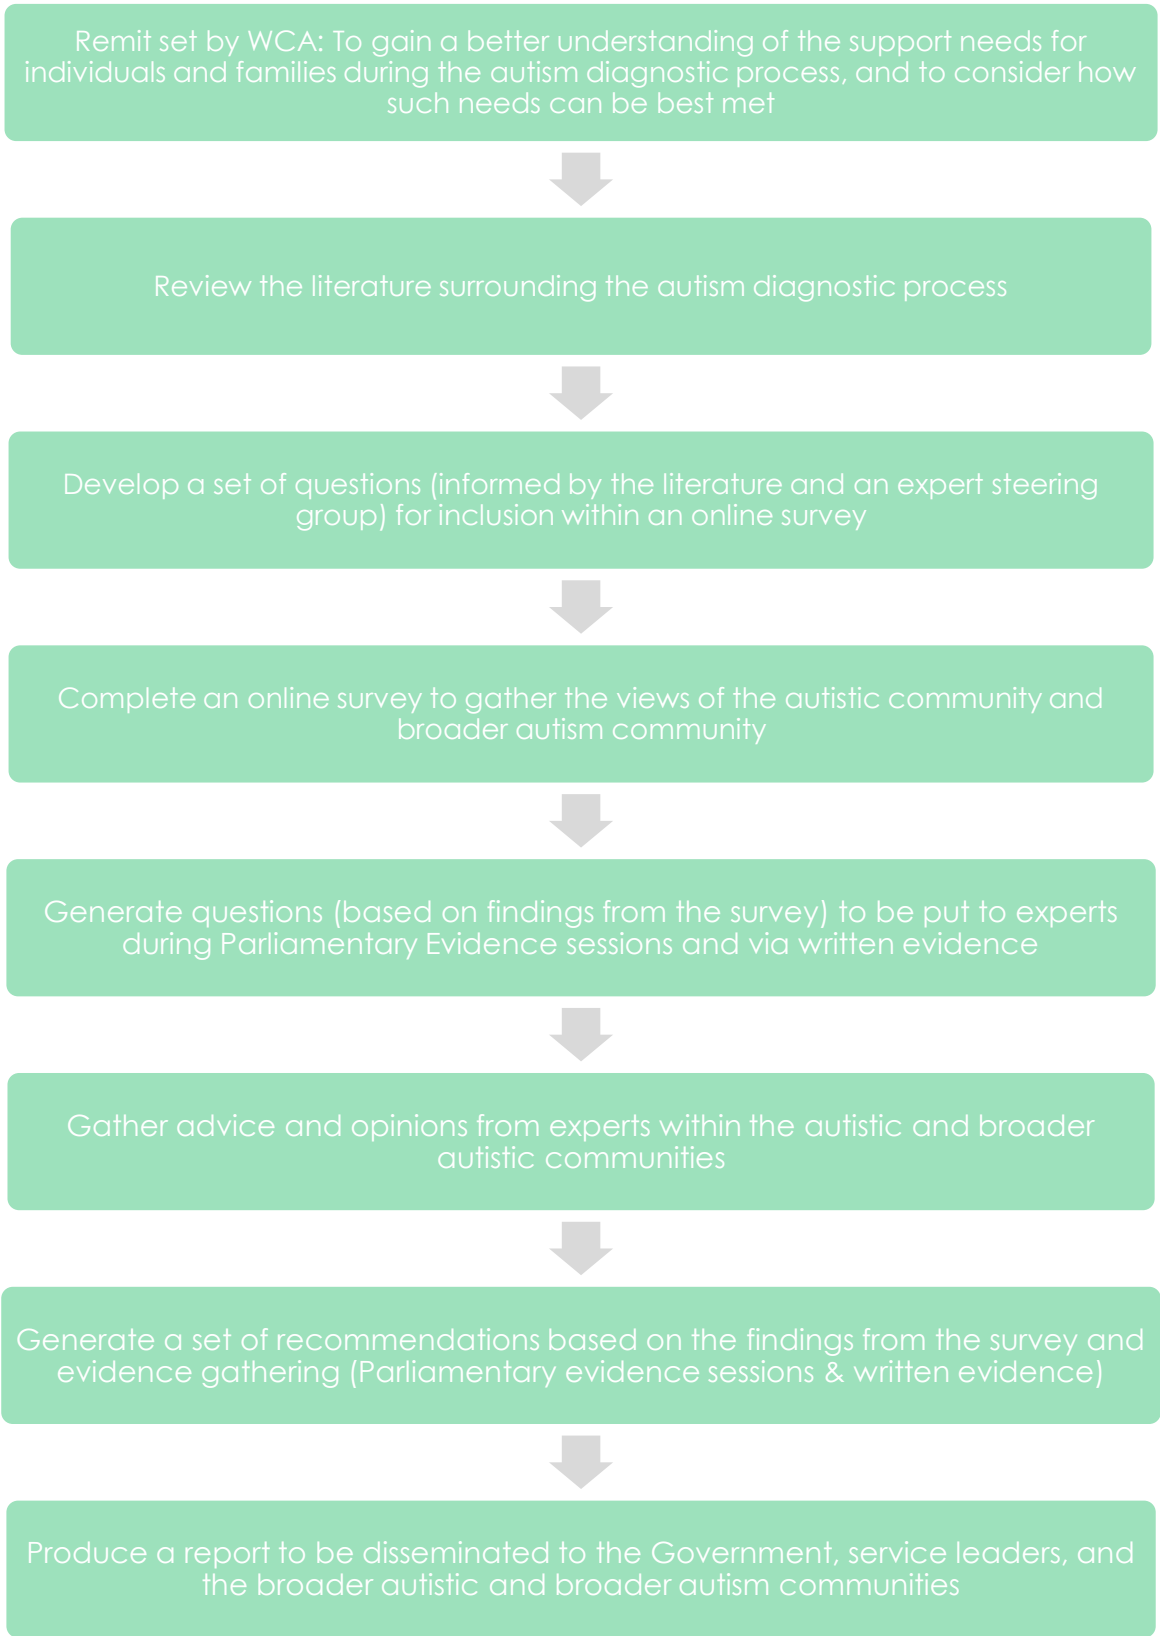 Remit set by WCA: To gain a better understanding of the support needs for
individuals and families during the autism diagnostic process, and to consider how
such needs can be best met
Review the literature surrounding the autism diagnostic process
Develop a set of questions (informed by the literature and an expert steering
group) for inclusion within an online survey
Complete an online survey to gather the views of the autistic community and
broader autism community
Generate questions (based on findings from the survey) to be put to experts
during Parliamentary Evidence sessions and via written evidence
Gather advice and opinions from experts within the autistic and broader
autistic communities
Generate a set of recommendations based on the findings from the survey and
evidence gathering (Parliamentary evidence sessions & written evidence)
Produce a report to be disseminated to the Government, service leaders, and
the broader autistic and broader autism communities